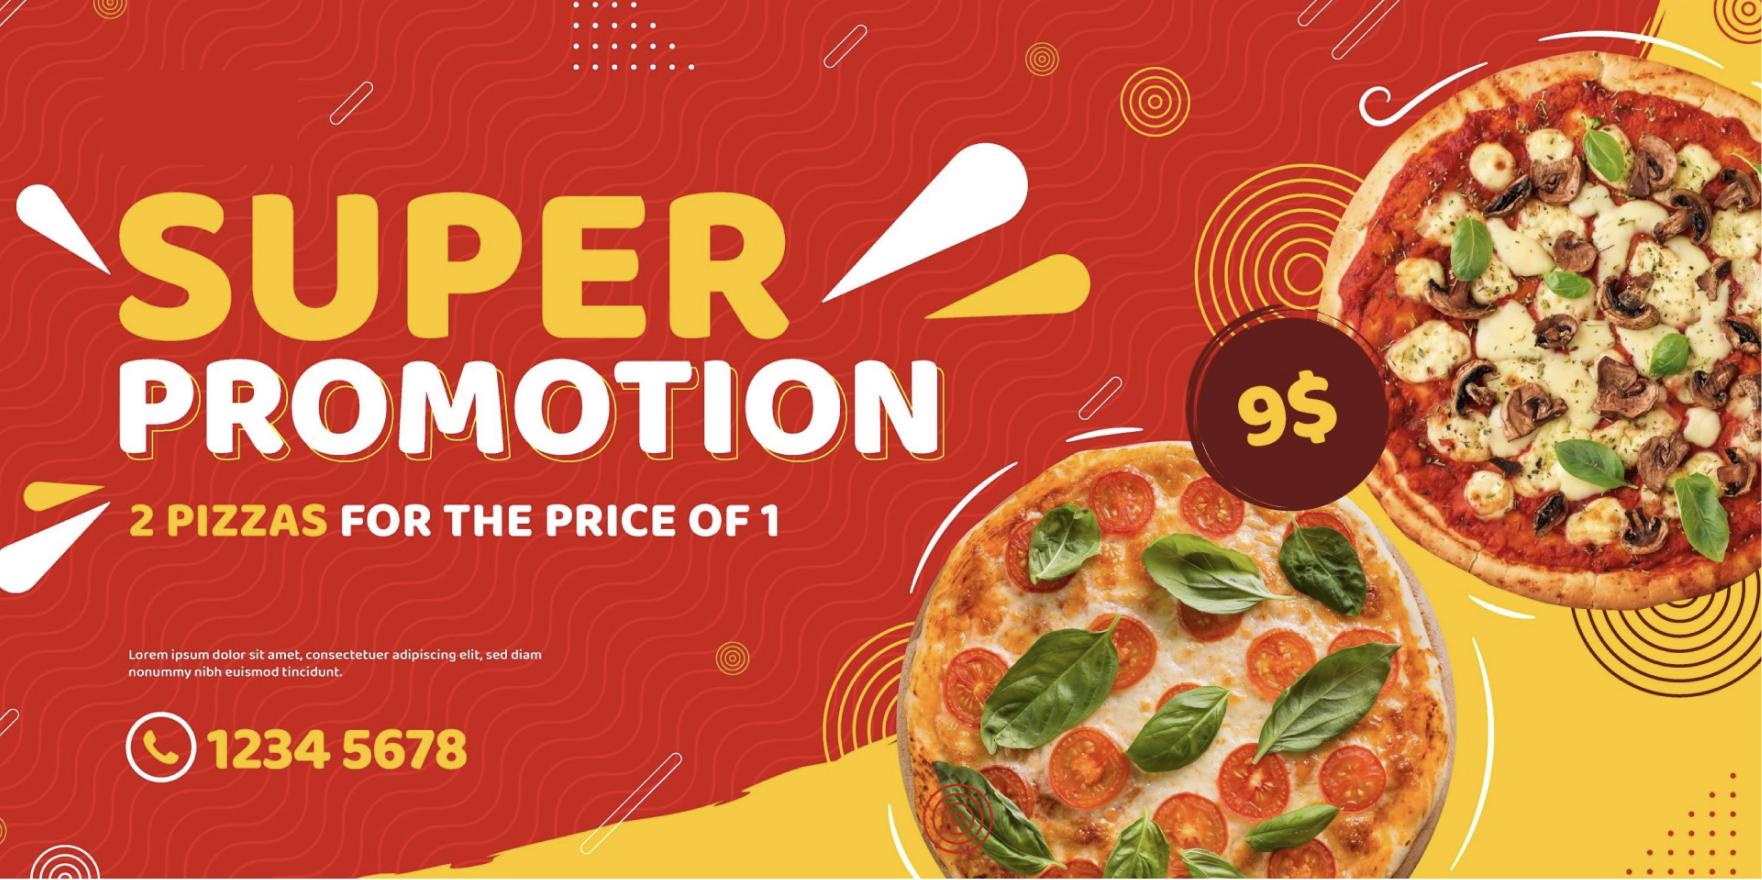 SUPER
PROMOTION
2 PIZZAS FOR THE PRICE OF 1
9$
Lorem ipsum dolor sit amet, consectetuer adipiscing elit, sed diam
nonummy nibh euismod tincidunt.
1234 5678